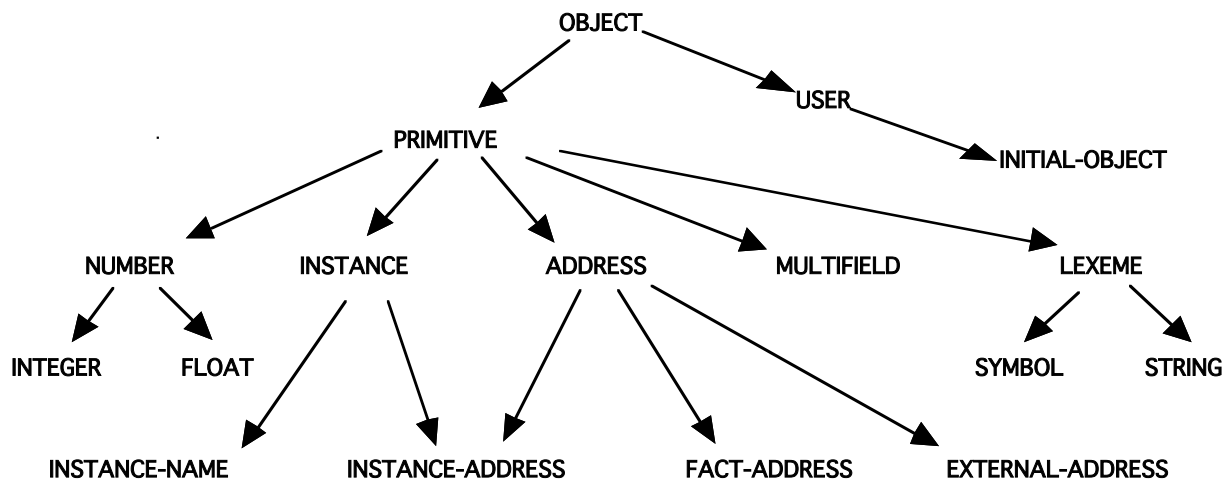 OBJECT
USER
PRIMITIVE
INITIAL-OBJECT
NUMBER
INSTANCE
ADDRESS
MULTIFIELD
LEXEME
INTEGER
FLOAT
SYMBOL
STRING
INSTANCE-NAME
INSTANCE-ADDRESS
FACT-ADDRESS
EXTERNAL-ADDRESS